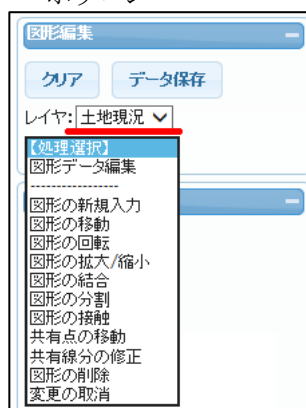 図形編集
クリア データ保存
レイヤ: 土地現況
【処理選択】
図形データ編集
-----------------
図形の新規入力
図形の移動
図形の回転
図形の拡大/縮小
図形の結合
図形の分割
図形の接触
共有点の移動
共有線分の修正
図形の削除
変更の取消